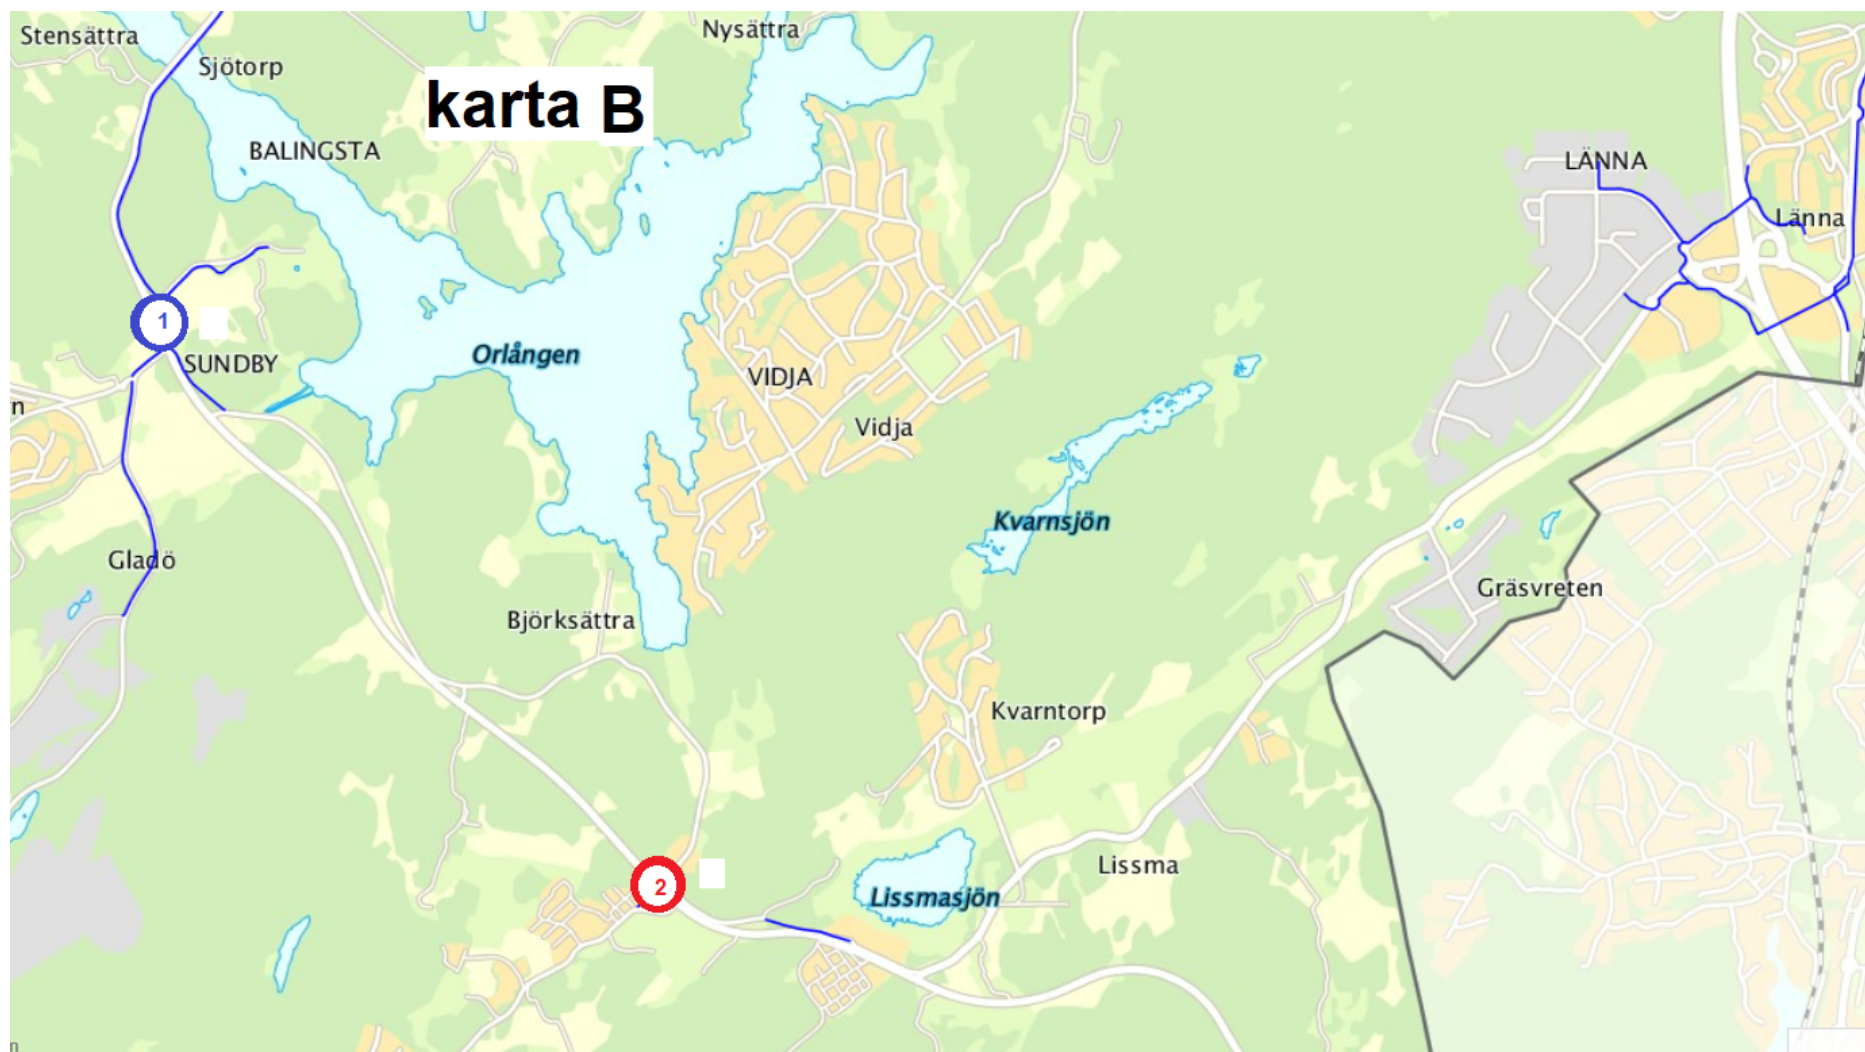 Stensättra
Nysättra
Sjötorp
karta B
BALINGSTA
LÄNNA
Länna
1
SUNDBY
Orlången
VIDJA
n
Vidja
Kvarnsjön
Gladö
Gräsvreten
Björksättra
Kvarntorp
Lissma
2
Lissmasjön